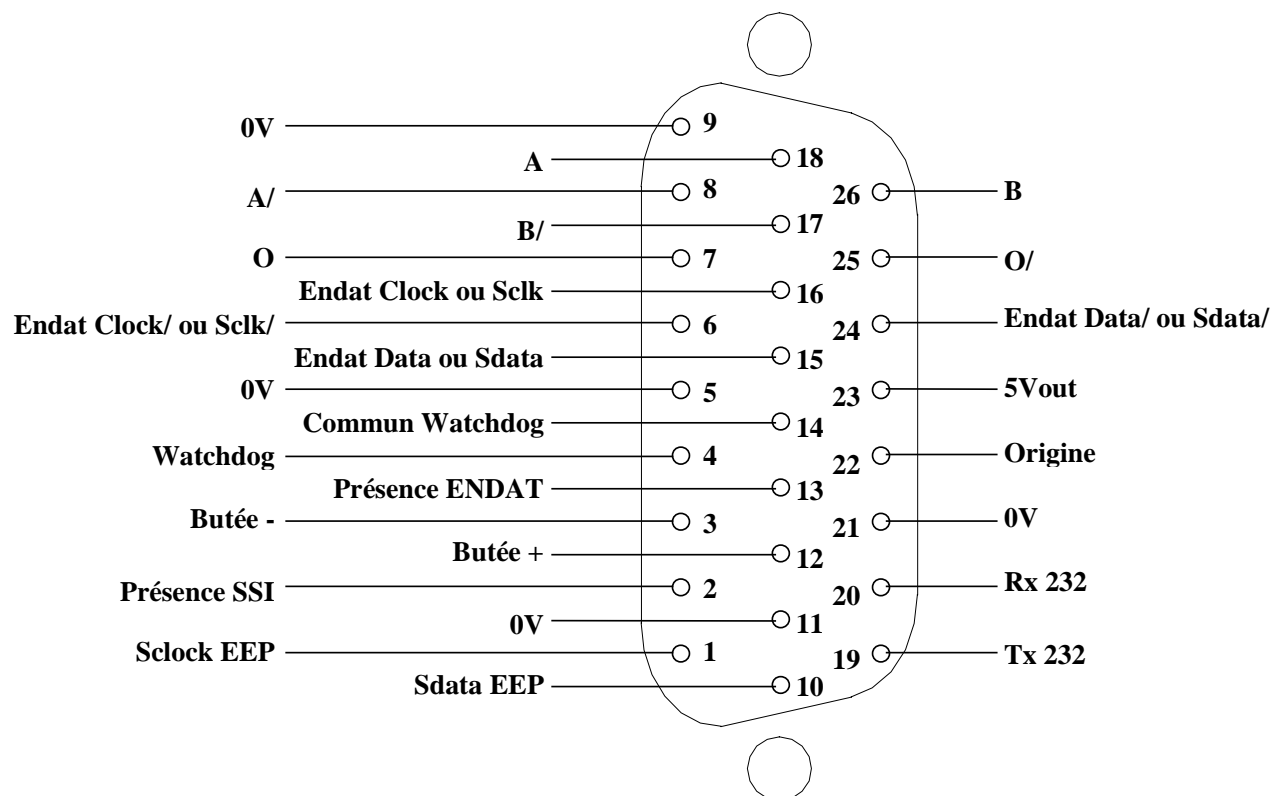 0V 9
A 18
A/ 8 26 B
B/ 17
O 7 25 O/
Endat Clock ou Sclk 16
Endat Clock/ ou Sclk/ 6 24 Endat Data/ ou Sdata/
Endat Data ou Sdata 15
0V 5 23 5Vout
Commun Watchdog 14
Watchdog 4 22 Origine
Présence ENDAT 13
Butée - 3 21 0V
Butée + 12
Présence SSI 2 20 Rx 232
0V 11
Sclock EEP 1 19 Tx 232
Sdata EEP 10